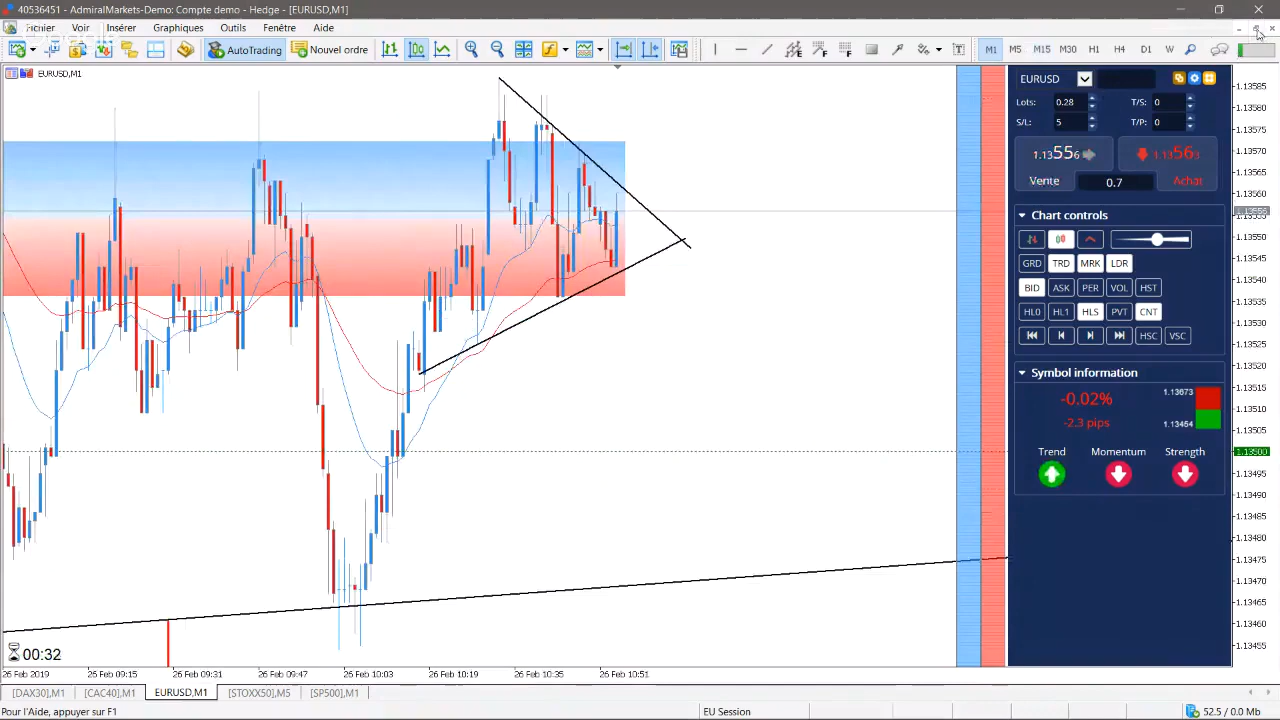 40536451 - AdmiralMarkets-Demo: Compte demo - Hedge - [EURUSD,M1]
Fichier Voir Insérer Graphiques Outils Fenêtre Aide
AutoTrading Nouvel ordre M1 M5 M15 M30 H1 H4 D1 W
EURUSD,M1
EURUSD
Lots: 0.28 T/S: 0
S/L: 5 T/P: 0
1.13556 1.13563
Vente 0.7 Achat
Chart controls
GRD TRD MRK LDR
BID ASK PER VOL HST
HL0 HL1 HLS PVT CNT
HSC VSC
Symbol information
-0.02% 1.13673
-2.3 pips 1.13454
Trend Momentum Strength
1.13585
1.13580
1.13575
1.13570
1.13565
1.13560
1.13555
1.13550
1.13545
1.13540
1.13535
1.13530
1.13525
1.13520
1.13515
1.13510
1.13505
1.13500
1.13495
1.13490
1.13485
1.13480
1.13475
1.13470
1.13465
1.13460
1.13455
00:32
26 Feb 2019 26 Feb 09:15 26 Feb 09:31 26 Feb 09:47 26 Feb 10:03 26 Feb 10:19 26 Feb 10:35 26 Feb 10:51
[DAX30],M1 [CAC40],M1 EURUSD,M1 [STOXX50],M5 [SP500],M1
Pour l'Aide, appuyer sur F1 EU Session 52.5 / 0.0 Mb